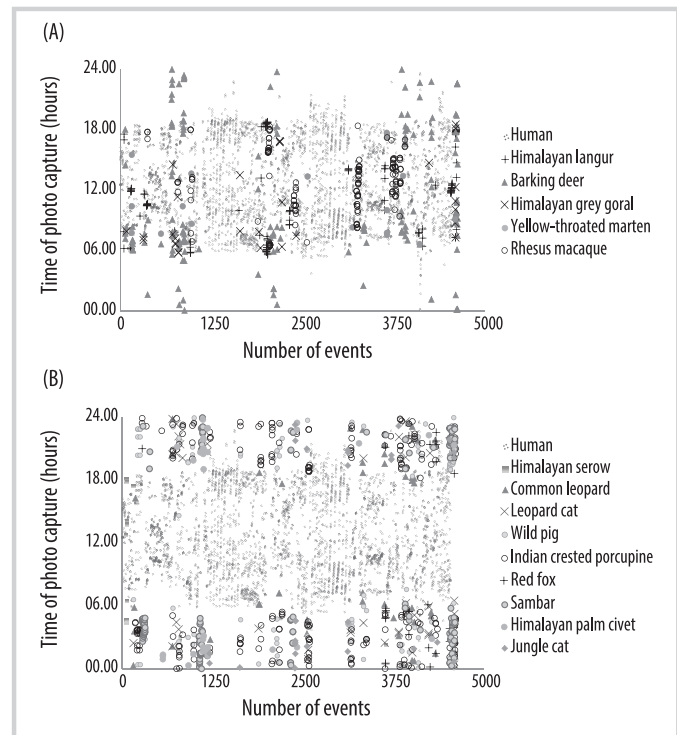 (A)
24.00
18.00
12.00
06.00
00.00
0
1250
2500
3750
5000
Time of photo capture (hours)
Number of events
Human
Himalayan langur
Barking deer
Himalayan grey goral
Yellow-throated marten
Rhesus macaque
(B)
24.00
18.00
12.00
06.00
00.00
0
1250
2500
3750
5000
Time of photo capture (hours)
Number of events
Human
Himalayan serow
Common leopard
Leopard cat
Wild pig
Indian crested porcupine
Red fox
Sambar
Himalayan palm civet
Jungle cat